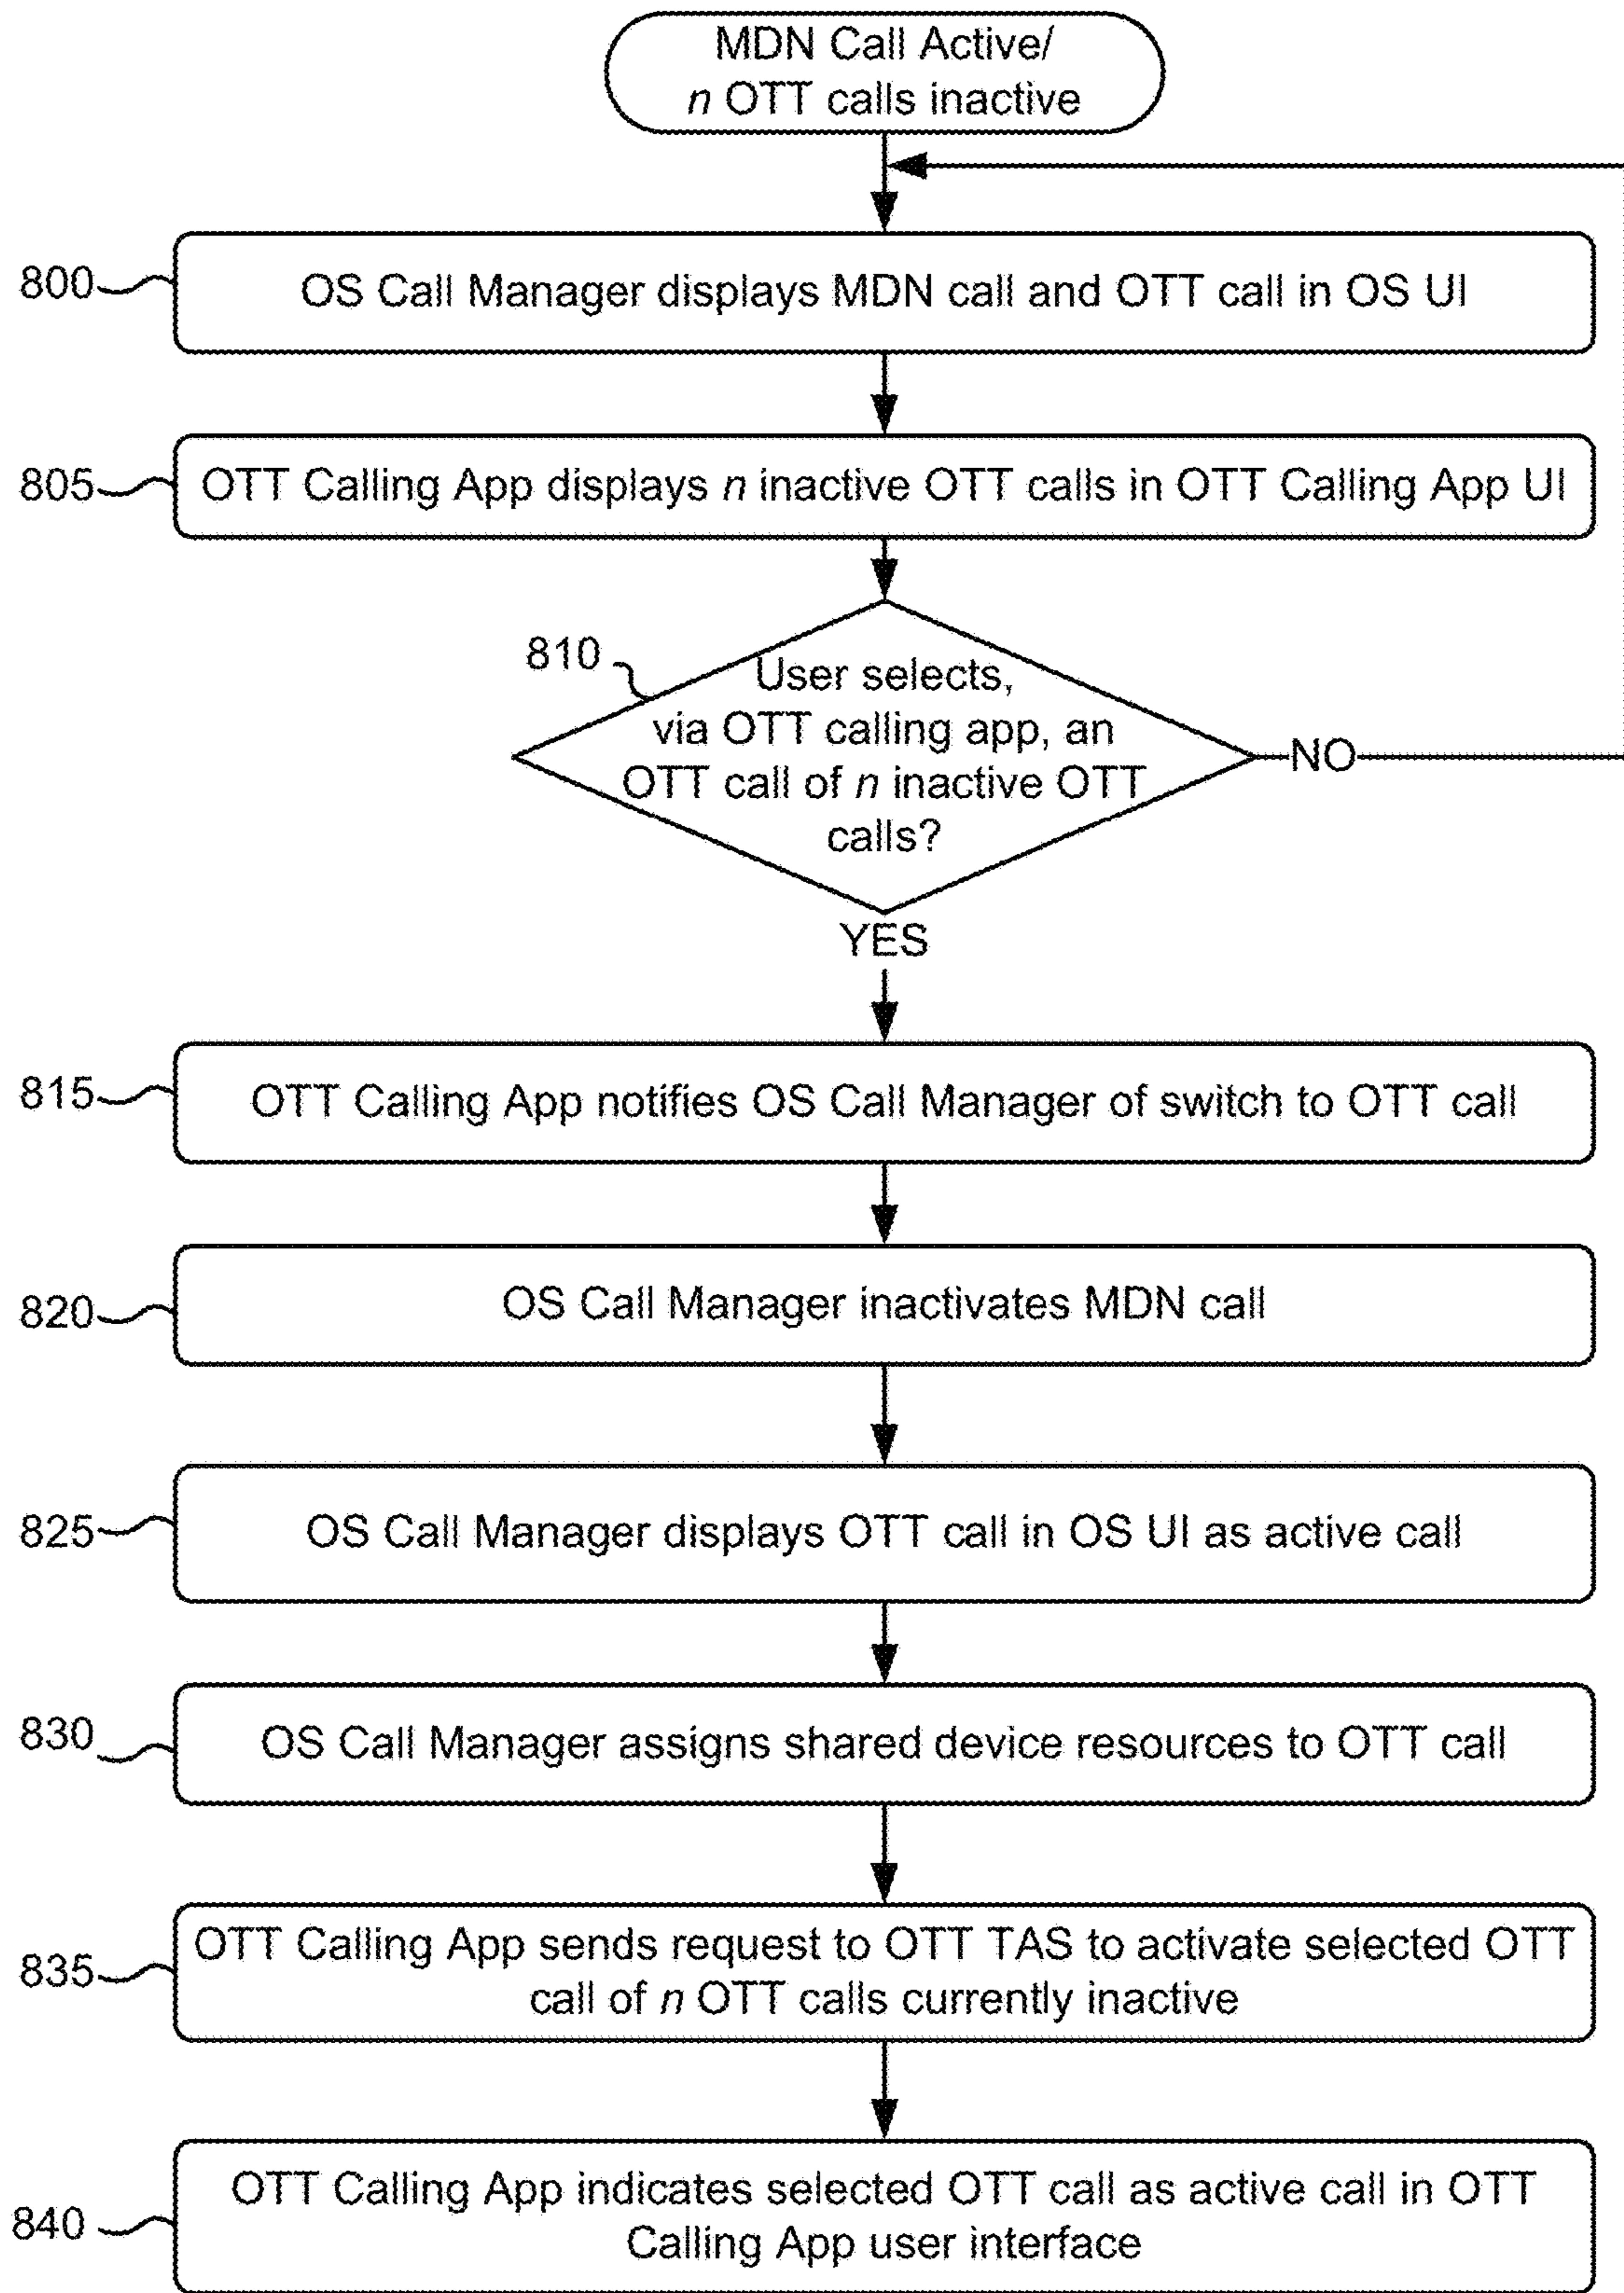 MDN Call Active/
n OTT calls inactive
800
OS Call Manager displays MDN call and OTT call in OS UI
805
OTT Calling App displays n inactive OTT calls in OTT Calling App UI
810
User selects,
via OTT calling app, an
OTT call of n inactive OTT
calls?
NO
YES
815
OTT Calling App notifies OS Call Manager of switch to OTT call
820
OS Call Manager inactivates MDN call
825
OS Call Manager displays OTT call in OS UI as active call
830
OS Call Manager assigns shared device resources to OTT call
835
OTT Calling App sends request to OTT TAS to activate selected OTT
call of n OTT calls currently inactive
840
OTT Calling App indicates selected OTT call as active call in OTT
Calling App user interface